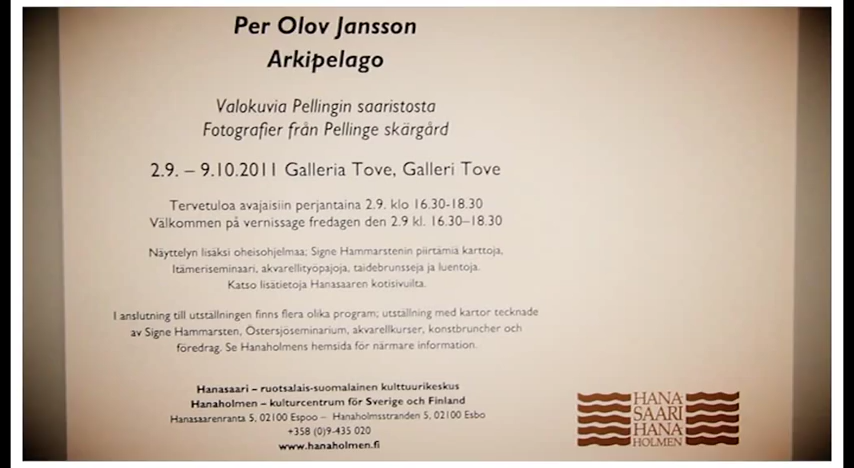 Per Olov Jansson
Arkipelago
Valokuvia Pellingin saaristosta
Fotografier från Pellinge skärgård
2.9. – 9.10.2011 Galleria Tove, Galleri Tove
Tervetuloa avajaisiin perjantaina 2.9. klo 16.30-18.30
Välkommen på vernissage fredagen den 2.9 kl. 16.30–18.30
Näyttelyn lisäksi oheisohjelmaa; Signe Hammarstenin piirtämiä karttoja,
Itämeriseminaari, akvarellityöpajoja, taidebrunsseja ja luentoja.
Katso lisätietoja Hanasaaren kotisivuilta.
I anslutning till utställningen finns flera olika program; utställning med kartor tecknade
av Signe Hammarsten, Östersjöseminarium, akvarellkurser, konstbruncher och
föredrag. Se Hanaholmens hemsida för närmare information.
Hanasaari – ruotsalais-suomalainen kulttuurikeskus
Hanaholmen – kulturcentrum för Sverige och Finland
Hanasaarenranta 5, 02100 Espoo – Hanaholmsstranden 5, 02100 Esbo
+358 (0)9-435 020
www.hanaholmen.fi
HANA
SAARI
HANA
HOLMEN